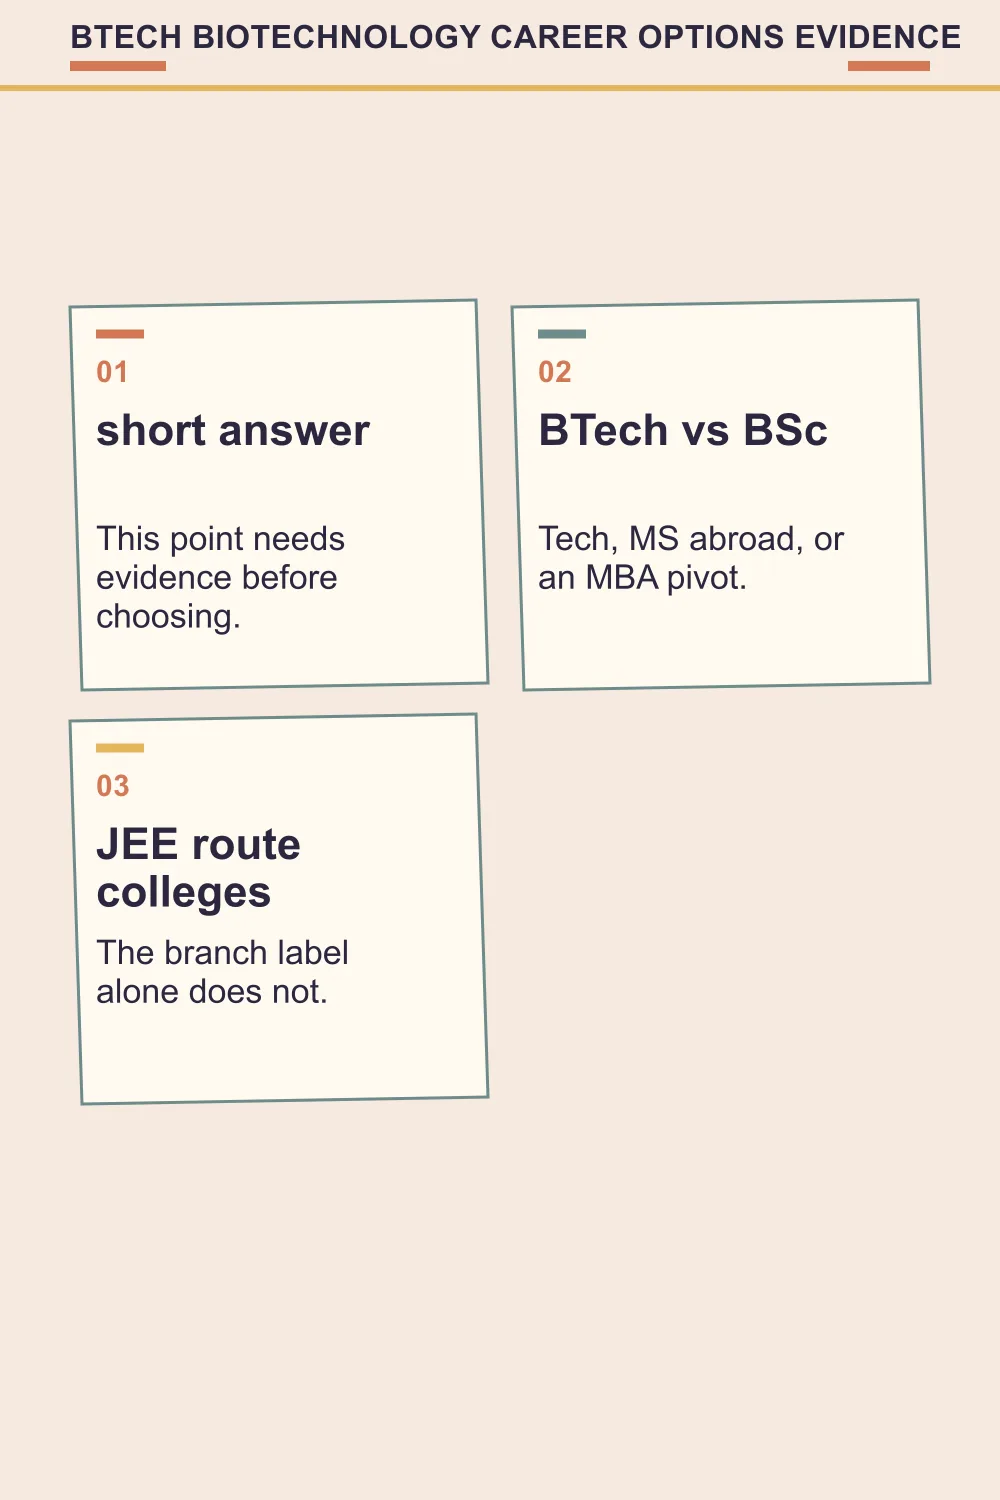 BTECH BIOTECHNOLOGY CAREER OPTIONS EVIDENCE
01
short answer
This point needs
evidence before
choosing.
02
BTech vs BSc
Tech, MS abroad, or
an MBA pivot.
03
JEE route
colleges
The branch label
alone does not.